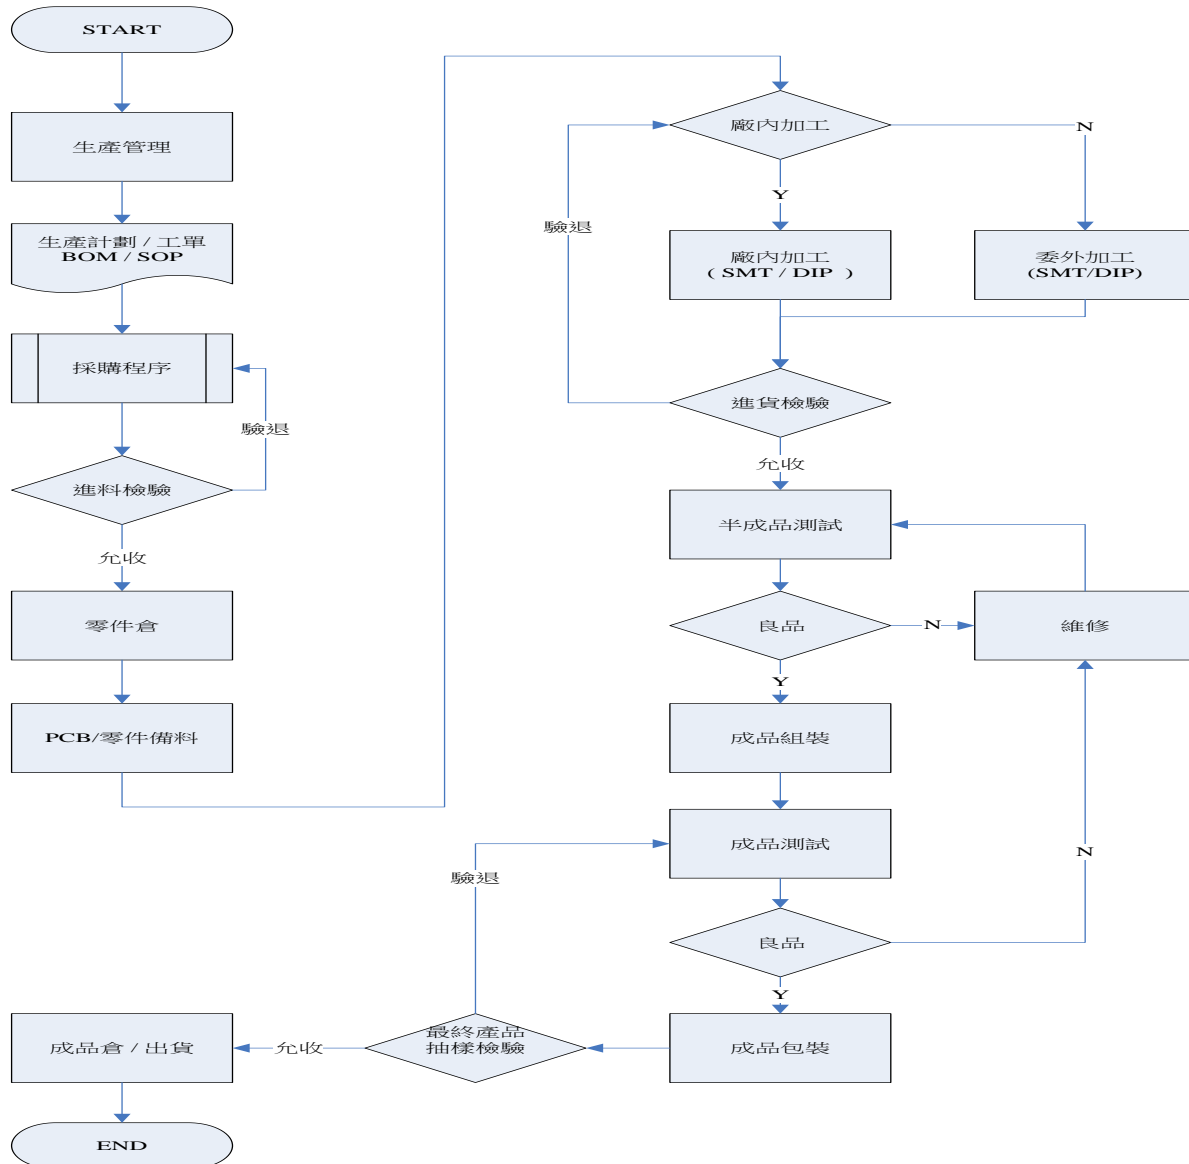 START
生產管理
生產計劃 / 工單
BOM / SOP
採購程序
驗退
進料檢驗
允收
零件倉
PCB/零件備料
廠內加工
N
Y
驗退
廠內加工
( SMT / DIP )
委外加工
(SMT/DIP)
進貨檢驗
允收
半成品測試
良品
N
維修
Y
成品組裝
成品測試
N
驗退
良品
Y
成品包裝
最終產品
抽樣檢驗
允收
成品倉 / 出貨
END